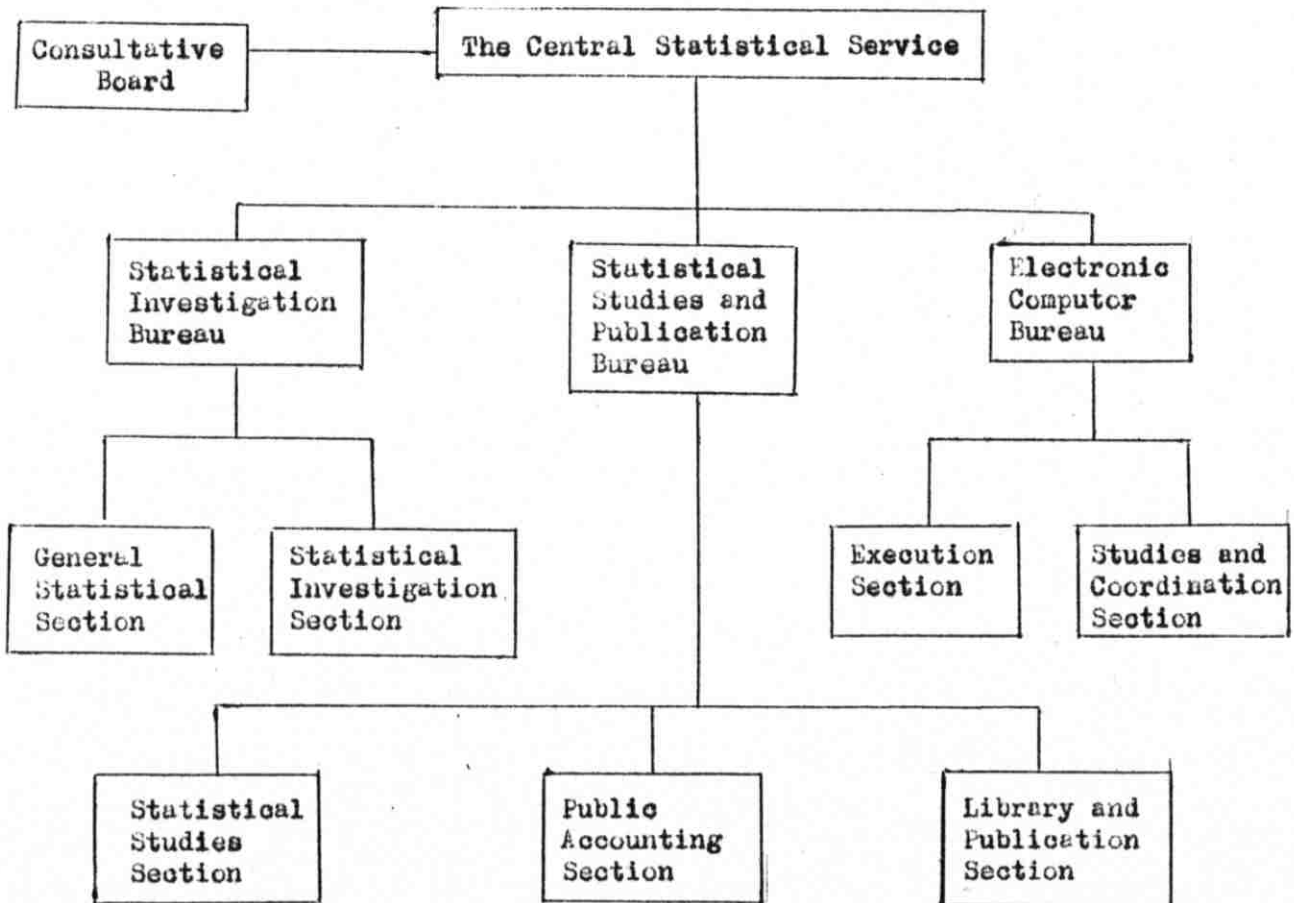 Consultative
Board
The Central Statistical Service
Statistical
Investigation
Bureau
Statistical
Studies and
Publication
Bureau
Electronic
Computor
Bureau
General
Statistical
Section
Statistical
Investigation
Section
Execution
Section
Studies and
Coordination
Section
Statistical
Studies
Section
Public
Accounting
Section
Library and
Publication
Section